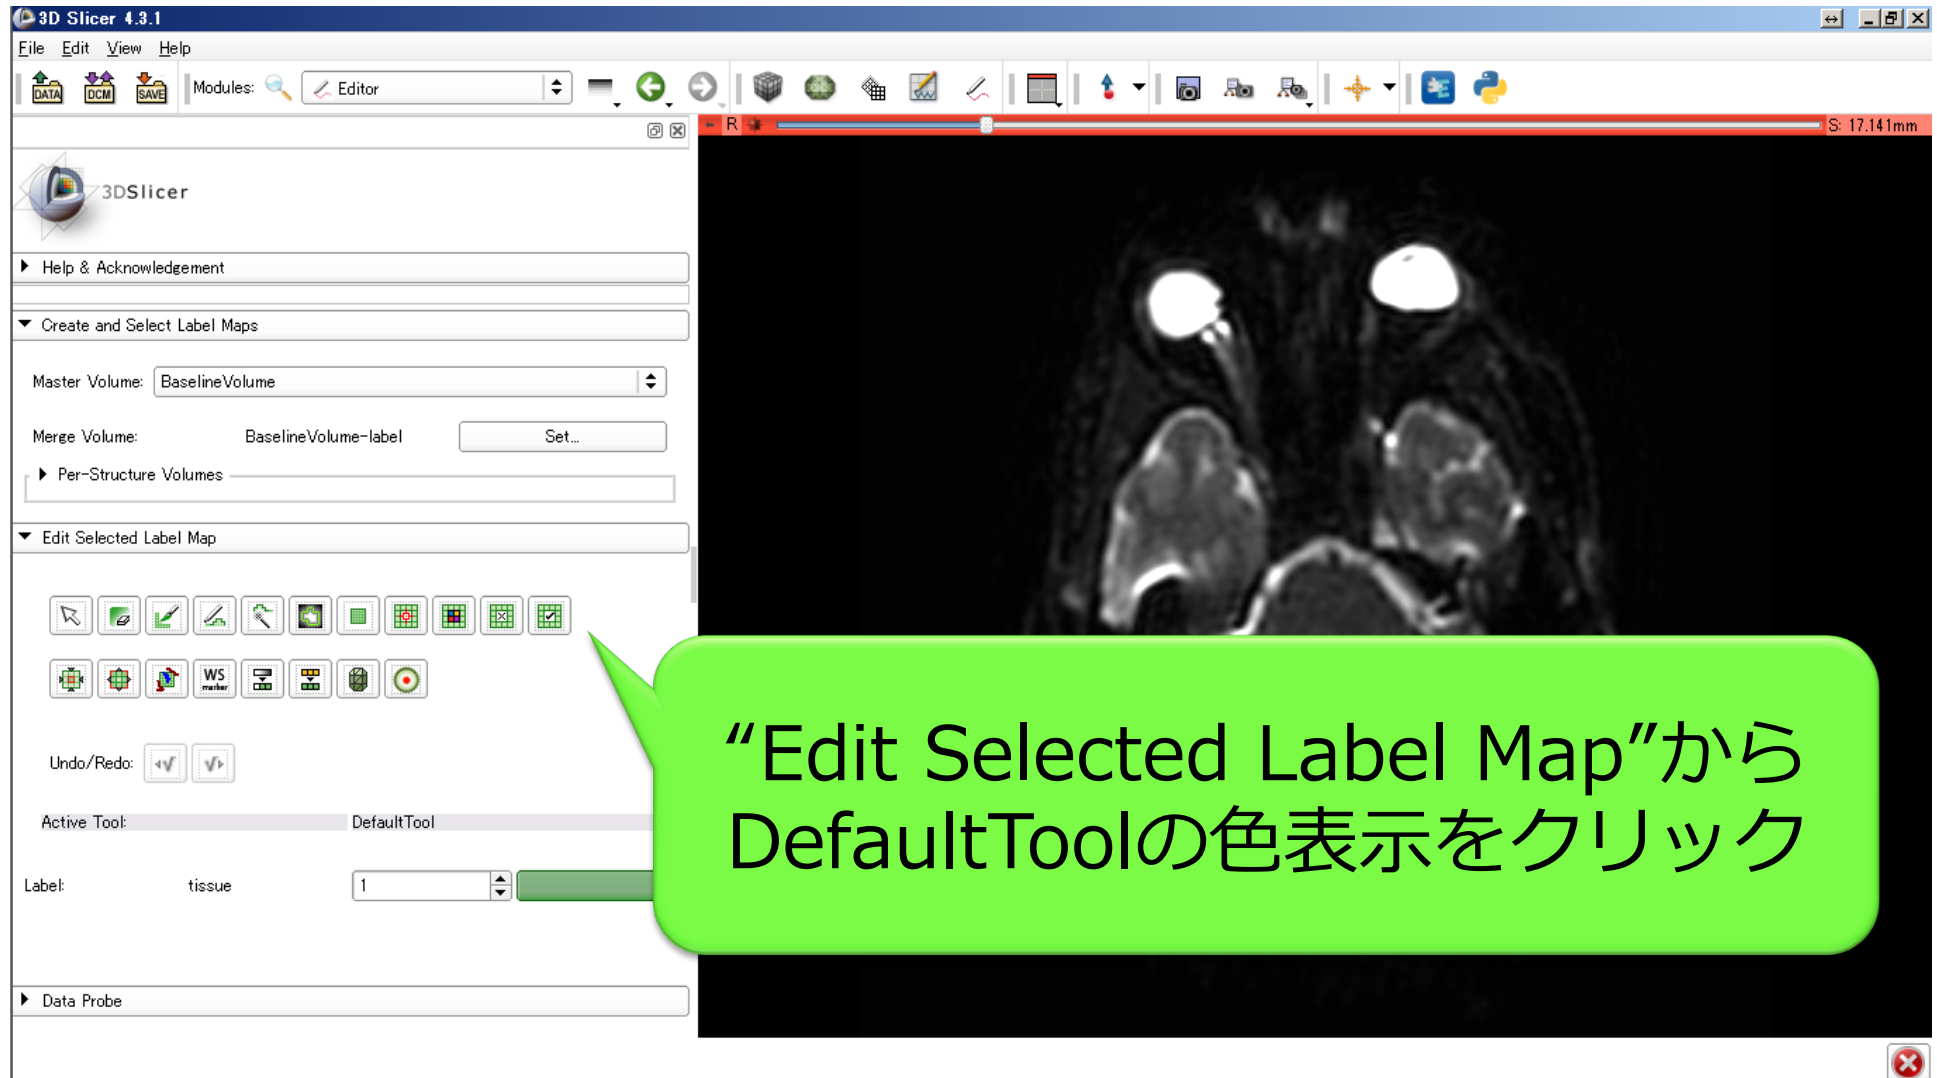 3D Slicer 4.3.1
File Edit View Help
DATA DCM SAVE Modules: Editor
R S: 17.141mm
3DSlicer
Help & Acknowledgement
Create and Select Label Maps
Master Volume: BaselineVolume
Merge Volume: BaselineVolume-label Set...
Per-Structure Volumes
Edit Selected Label Map
WS
marker
Undo/Redo:
Active Tool: DefaultTool
Label: tissue 1
Data Probe
“Edit Selected Label Map”から
DefaultToolの色表示をクリック